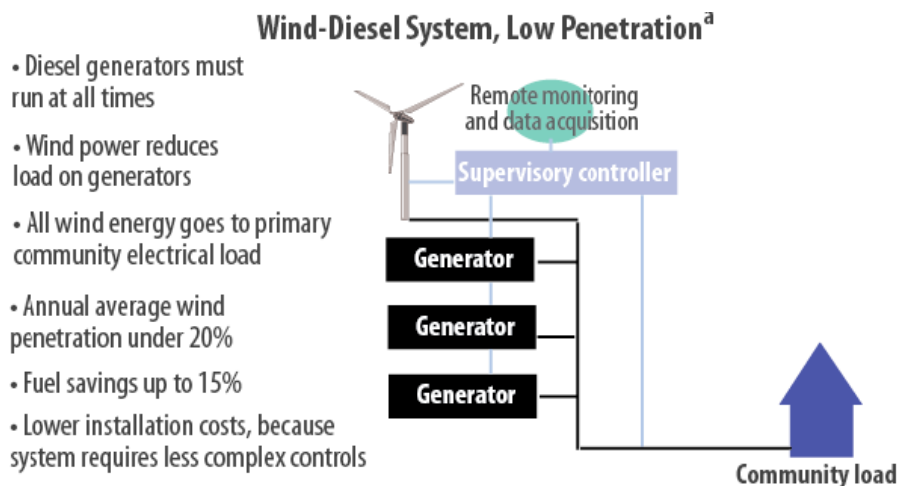 Wind-Diesel System, Low Penetrationᵃ
• Diesel generators must
run at all times
• Wind power reduces
load on generators
• All wind energy goes to primary
community electrical load
• Annual average wind
penetration under 20%
• Fuel savings up to 15%
• Lower installation costs, because
system requires less complex controls
Remote monitoring
and data acquisition
Supervisory controller
Generator
Generator
Generator
Community load